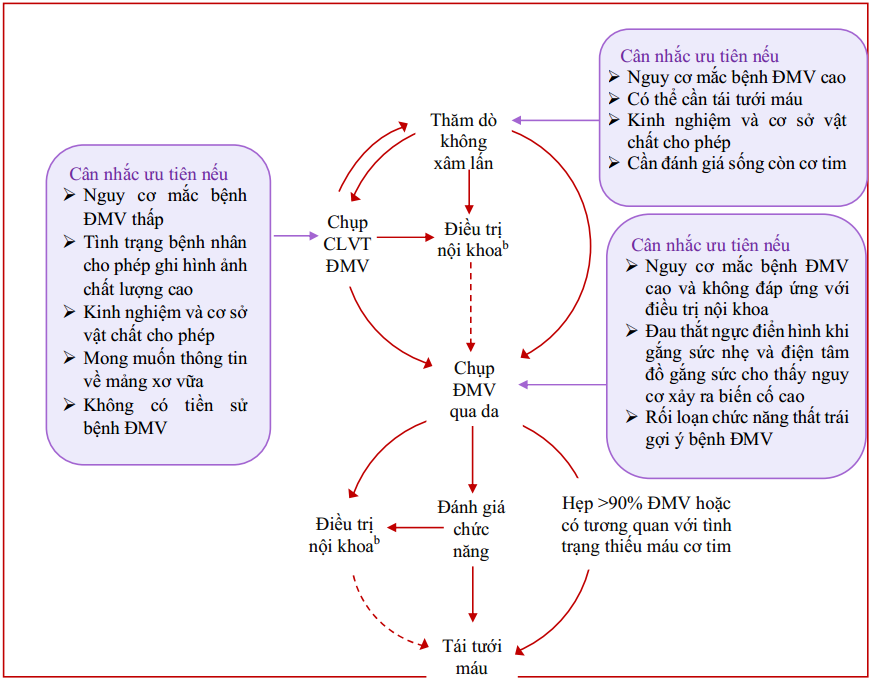 Cân nhắc ưu tiên nếu
➢ Nguy cơ mắc bệnh ĐMV cao
➢ Có thể cần tái tưới máu
➢ Kinh nghiệm và cơ sở vật
chất cho phép
➢ Cần đánh giá sống còn cơ tim
Thăm dò
không
xâm lấn
Cân nhắc ưu tiên nếu
➢ Nguy cơ mắc bệnh
ĐMV thấp
➢ Tình trạng bệnh nhân
cho phép ghi hình ảnh
chất lượng cao
➢ Kinh nghiệm và cơ sở
vật chất cho phép
➢ Mong muốn thông tin
về mảng xơ vữa
➢ Không có tiền sử
bệnh ĐMV
Chụp
CLVT
ĐMV
Điều trị
nội khoaᵇ
Cân nhắc ưu tiên nếu
➢ Nguy cơ mắc bệnh ĐMV
cao và không đáp ứng với
điều trị nội khoa
➢ Đau thắt ngực điển hình khi
gắng sức nhẹ và điện tâm
đồ gắng sức cho thấy nguy
cơ xảy ra biến cố cao
➢ Rối loạn chức năng thất trái
gợi ý bệnh ĐMV
Chụp
ĐMV
qua da
Điều trị
nội khoaᵇ
Đánh giá
chức
năng
Hẹp >90% ĐMV hoặc
có tương quan với tình
trạng thiếu máu cơ tim
Tái tưới
máu